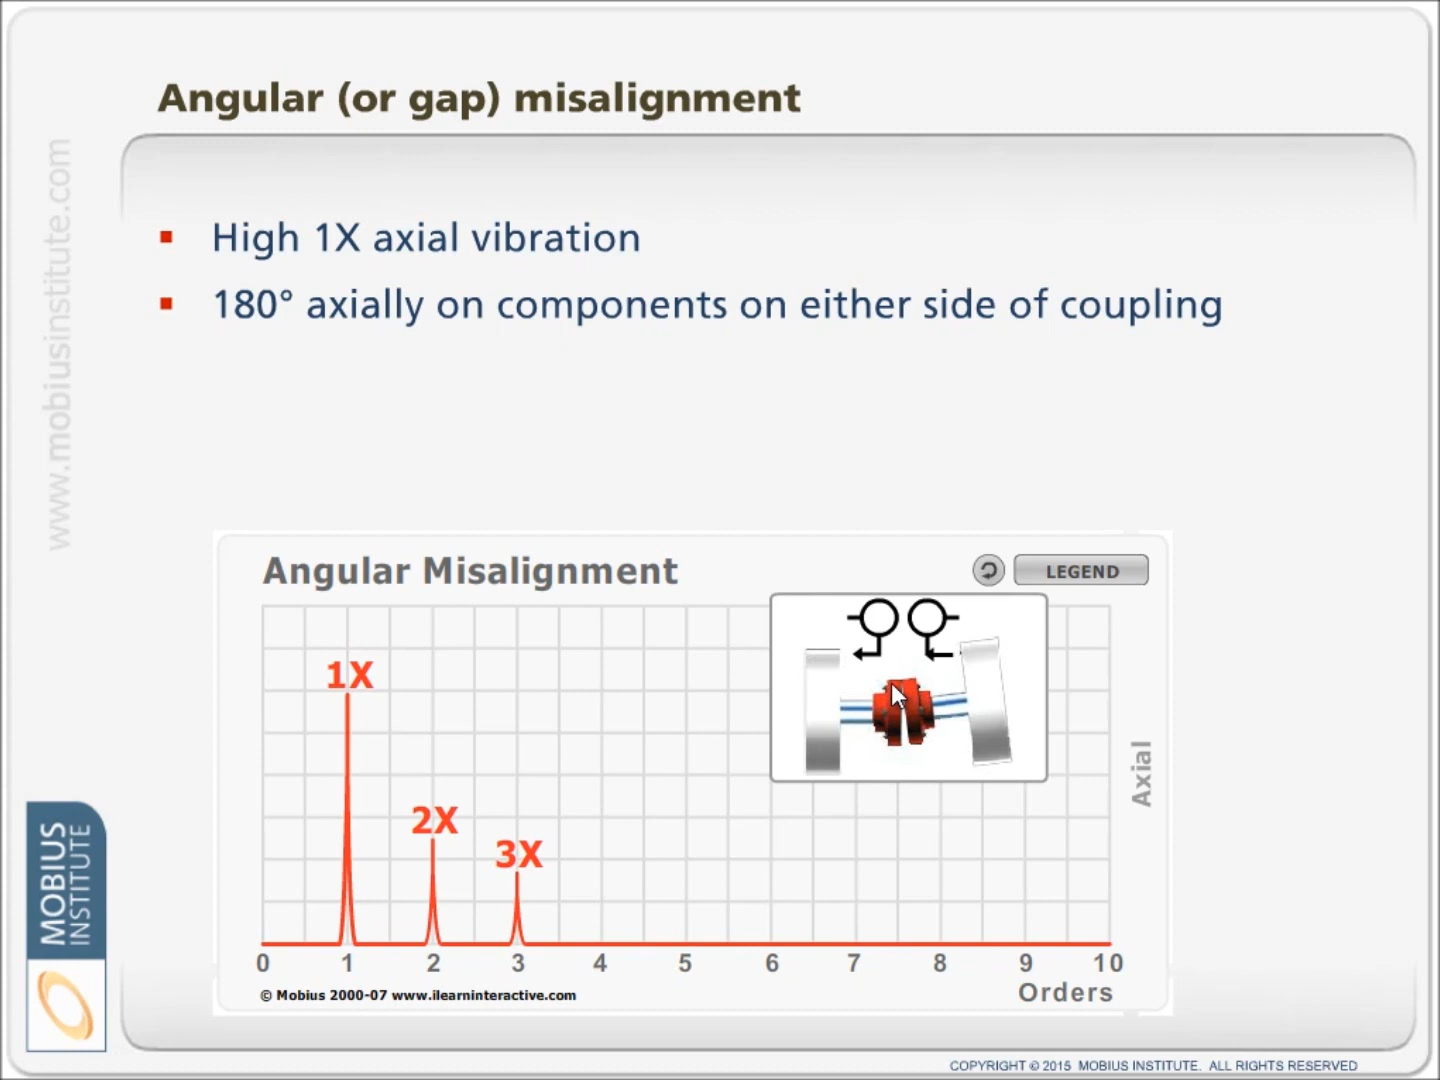 Angular (or gap) misalignment
www.mobiusinstitute.com
High 1X axial vibration
180° axially on components on either side of coupling
Angular Misalignment
LEGEND
1X
2X
3X
Axial
0 1 2 3 4 5 6 7 8 9 10
© Mobius 2000-07 www.ilearninteractive.com
Orders
MOBIUS
INSTITUTE
COPYRIGHT © 2015 MOBIUS INSTITUTE. ALL RIGHTS RESERVED